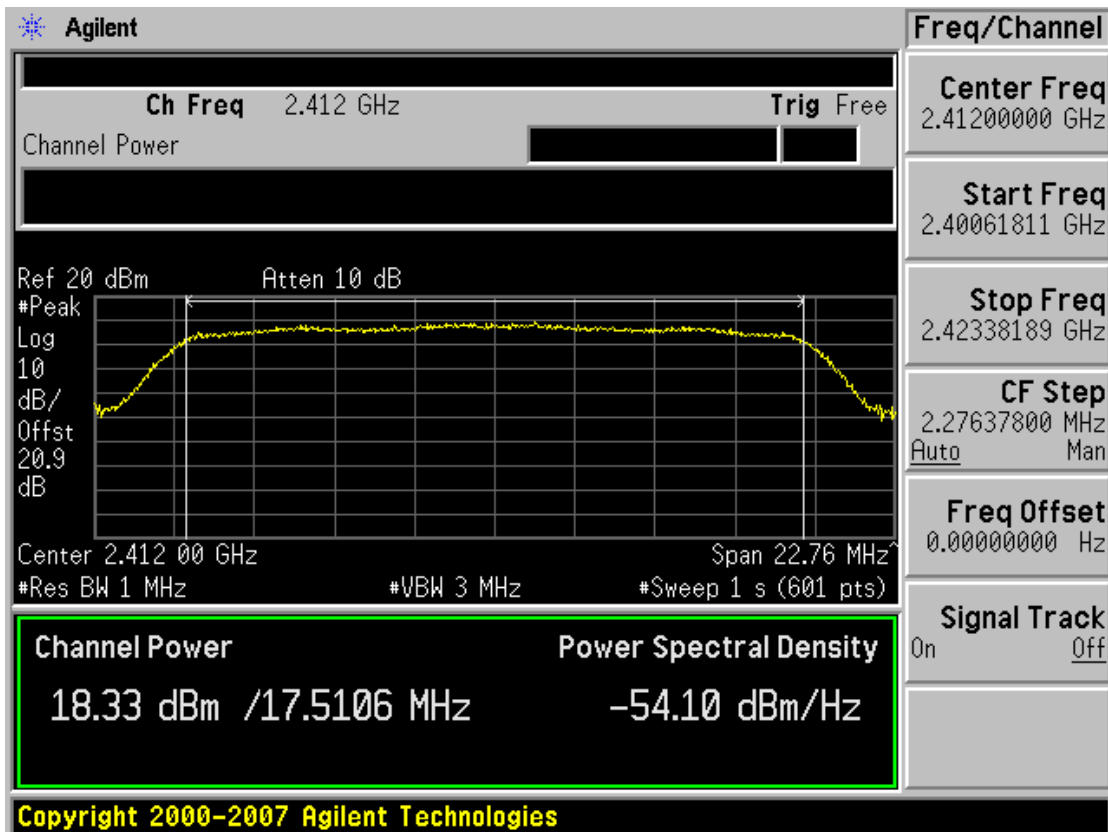 Agilent
Freq/Channel
Ch Freq 2.412 GHz Trig Free
Channel Power
Center Freq
2.41200000 GHz
Start Freq
2.40061811 GHz
Stop Freq
2.42338189 GHz
CF Step
2.27637800 MHz
Auto Man
Freq Offset
0.00000000 Hz
Signal Track
On Off
Ref 20 dBm Atten 10 dB
#Peak
Log
10
dB/
Offst
20.9
dB
Center 2.412 00 GHz Span 22.76 MHz^
#Res BW 1 MHz #VBW 3 MHz #Sweep 1 s (601 pts)
Channel Power Power Spectral Density
18.33 dBm /17.5106 MHz -54.10 dBm/Hz
Copyright 2000-2007 Agilent Technologies